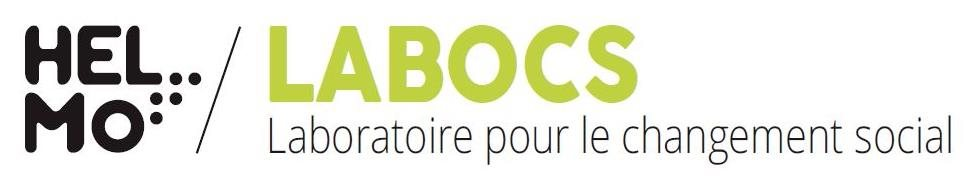 HEL
MO
LABOCS
Laboratoire pour le changement social